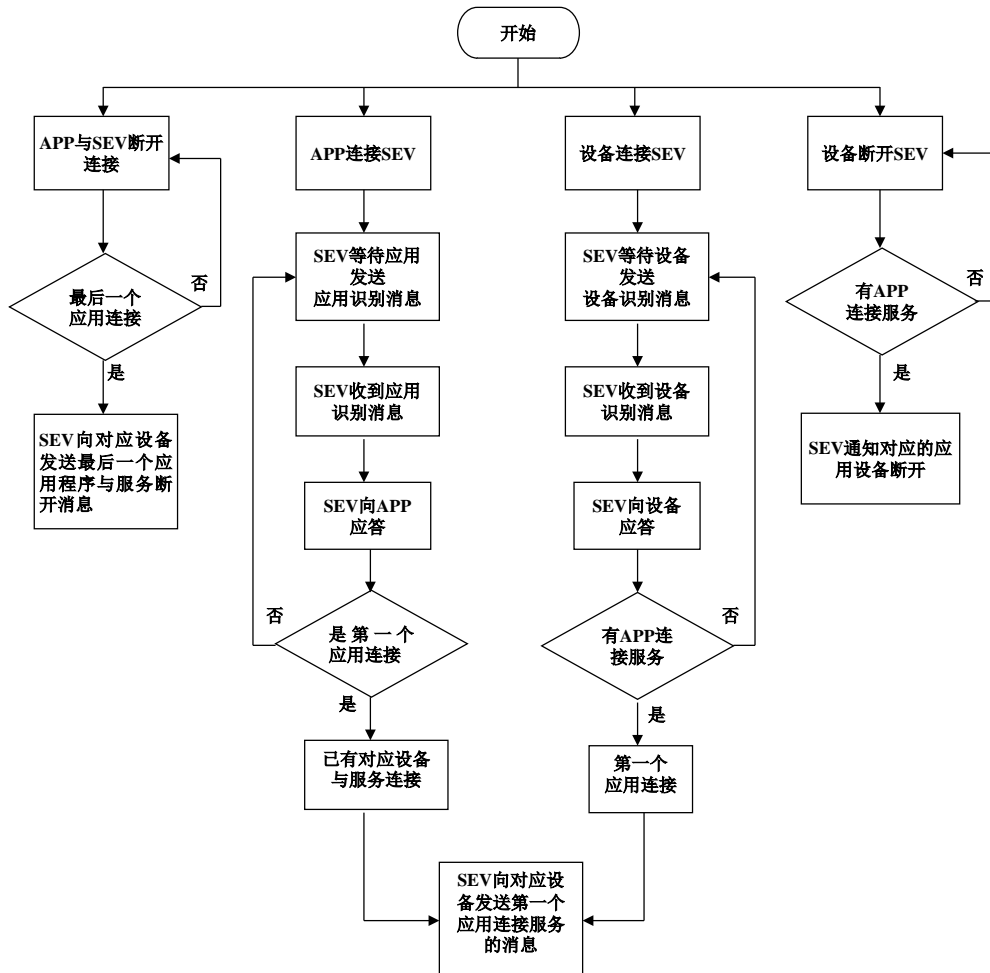 开始
APP与SEV断开
连接
APP连接SEV
设备连接SEV
设备断开SEV
SEV等待应用
发送
应用识别消息
SEV等待设备
发送
设备识别消息
否
最后一个
应用连接
否
有APP
连接服务
是
SEV收到应用
识别消息
SEV收到设备
识别消息
是
SEV向对应设备
发送最后一个应
用程序与服务断
开消息
SEV通知对应的应
用设备断开
SEV向APP
应答
SEV向设备
应答
否
是 第 一 个
应用连接
有APP连
接服务
否
是
是
已有对应设备
与服务连接
第一个
应用连接
SEV向对应设
备发送第一个
应用连接服务
的消息